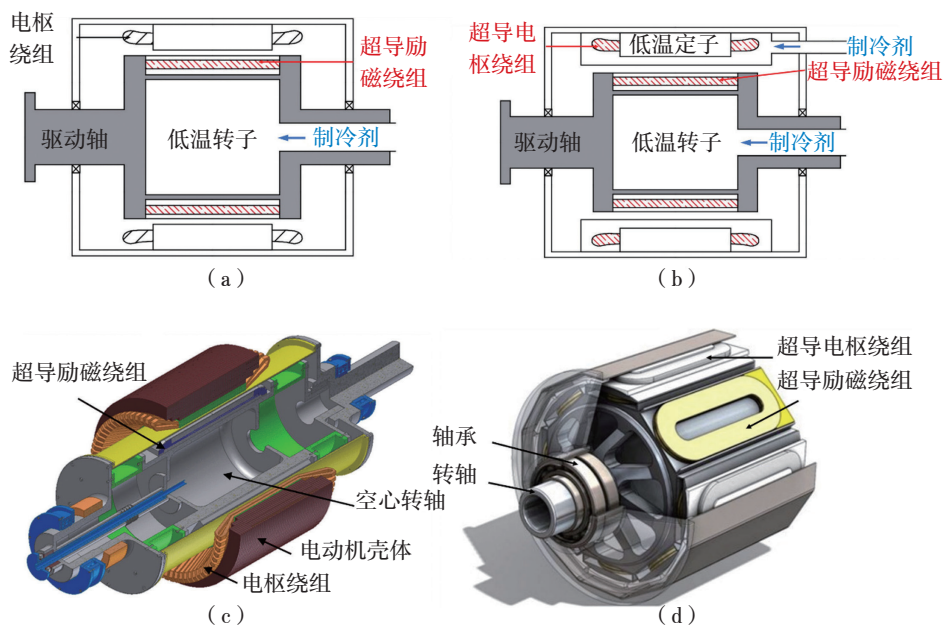 电枢
绕组
超导励
磁绕组
驱动轴
低温转子
制冷剂
(a)
超导电
枢绕组
低温定子
制冷剂
超导励磁绕组
驱动轴
低温转子
制冷剂
(b)
超导励磁绕组
空心转轴
电动机壳体
电枢绕组
(c)
超导电枢绕组
超导励磁绕组
轴承
转轴
(d)